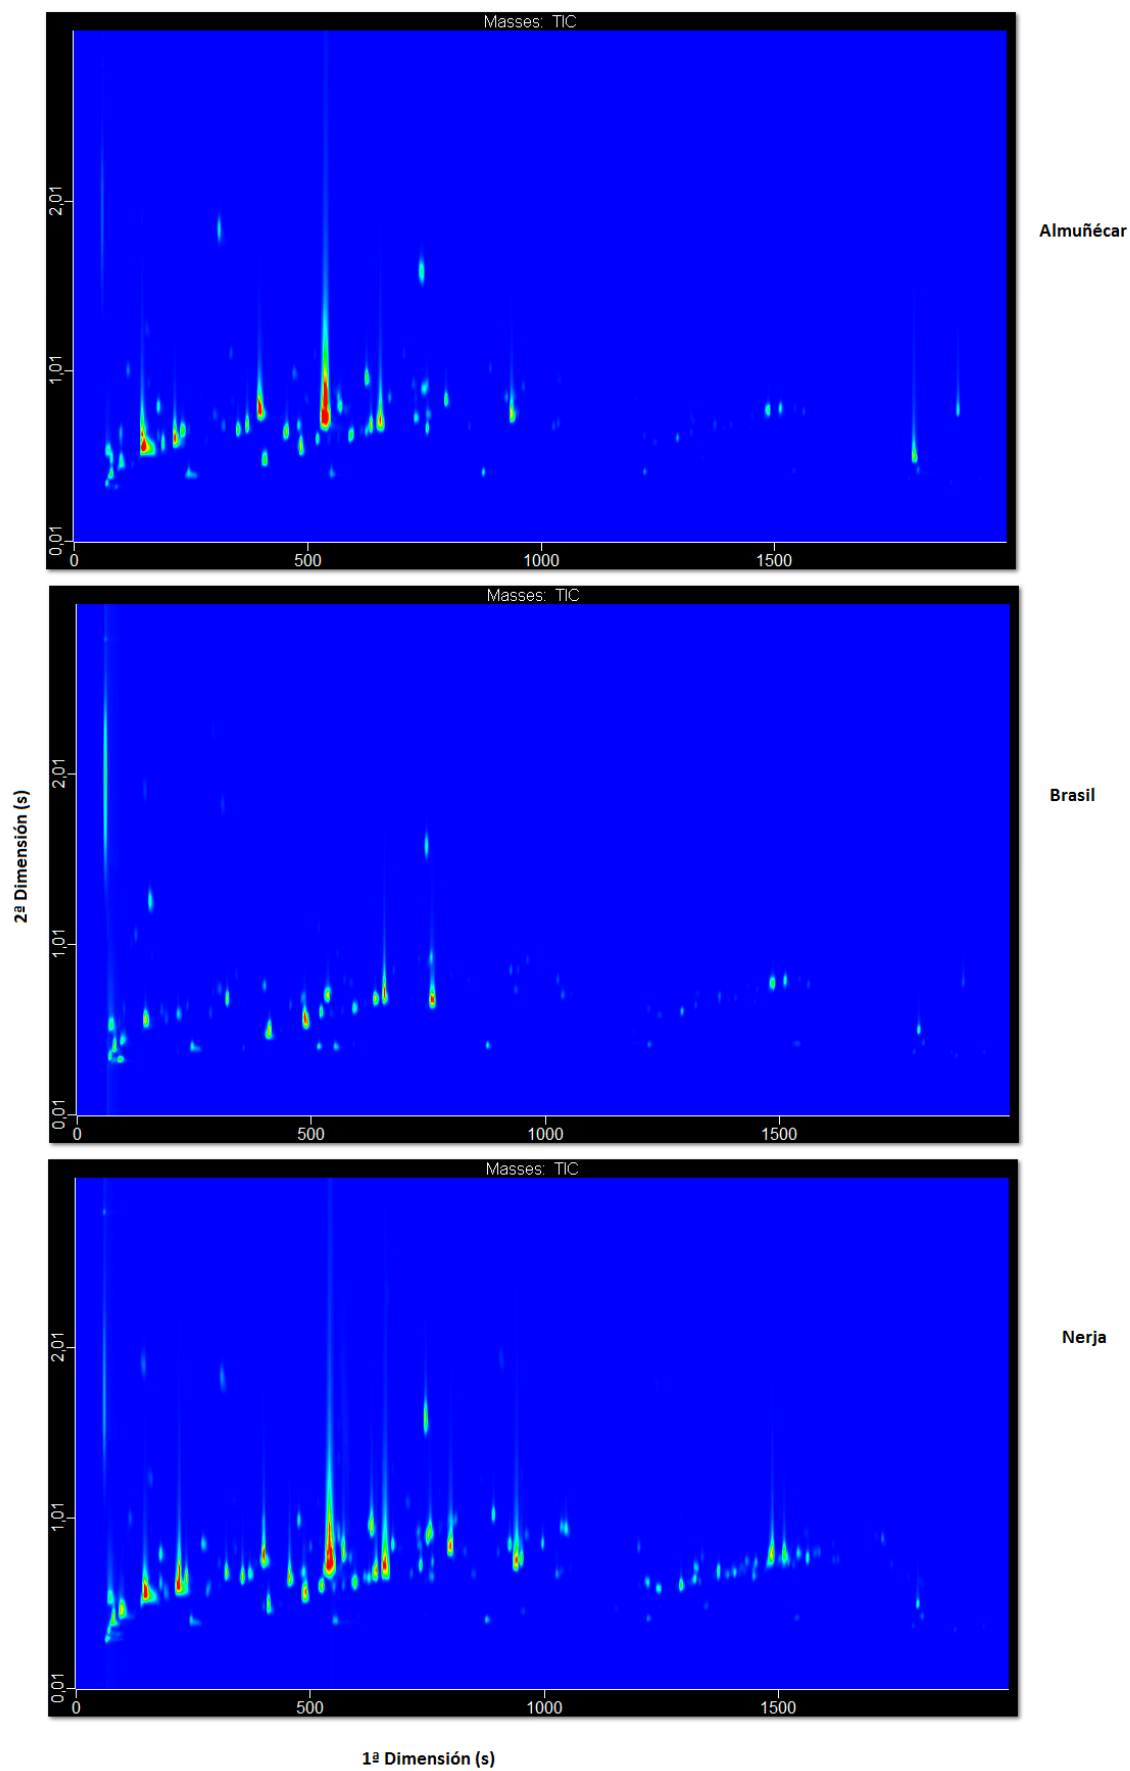 Masses: TIC
2,01
1,01
0,01
0 500 1000 1500
Almuñécar
Masses: TIC
2,01
1,01
0,01
0 500 1000 1500
Brasil
2ª Dimensión (s)
Masses: TIC
2,01
1,01
0,01
0 500 1000 1500
Nerja
1ª Dimensión (s)